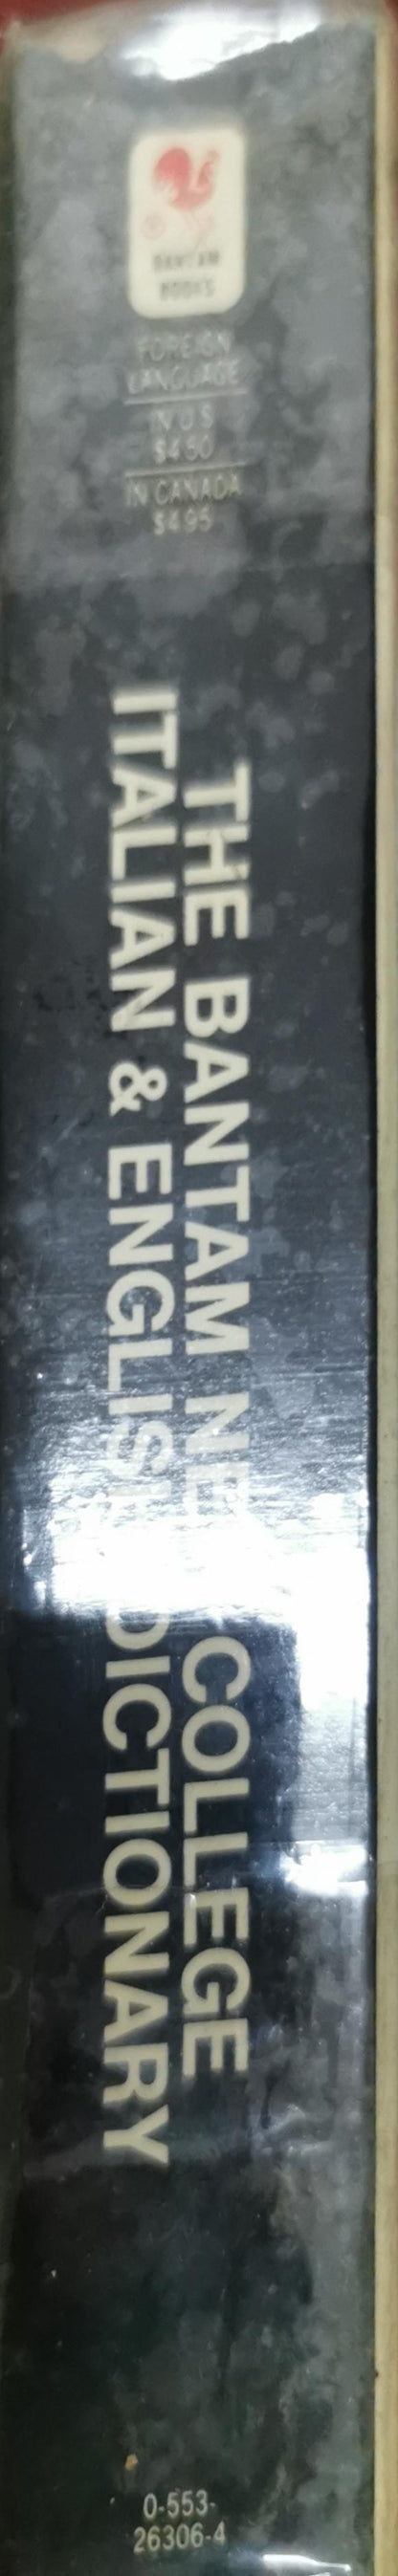 BANTAM
BOOKS
FOREIGN
LANGUAGE
IN U.S.
$4.50
IN CANADA
$4.95
THE BANTAM NEW COLLEGE
ITALIAN & ENGLISH DICTIONARY
0-553-
26306-4